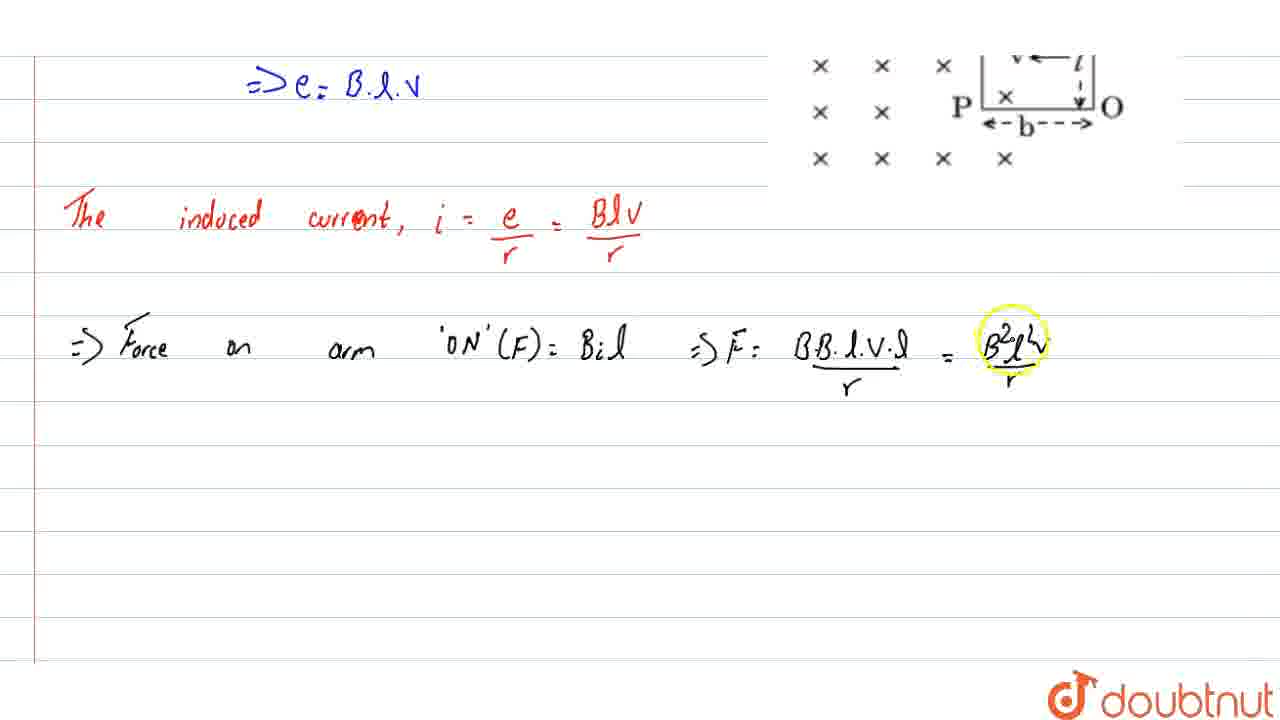 => e = B.l.v
× × × v ← l
× × P × O
b
× × × ×
The induced current, i = e/r = Blv/r
=> Force on arm 'ON' (F) = Bil => F = B.B.l.v.l/r = B²l²v/r
doubtnut